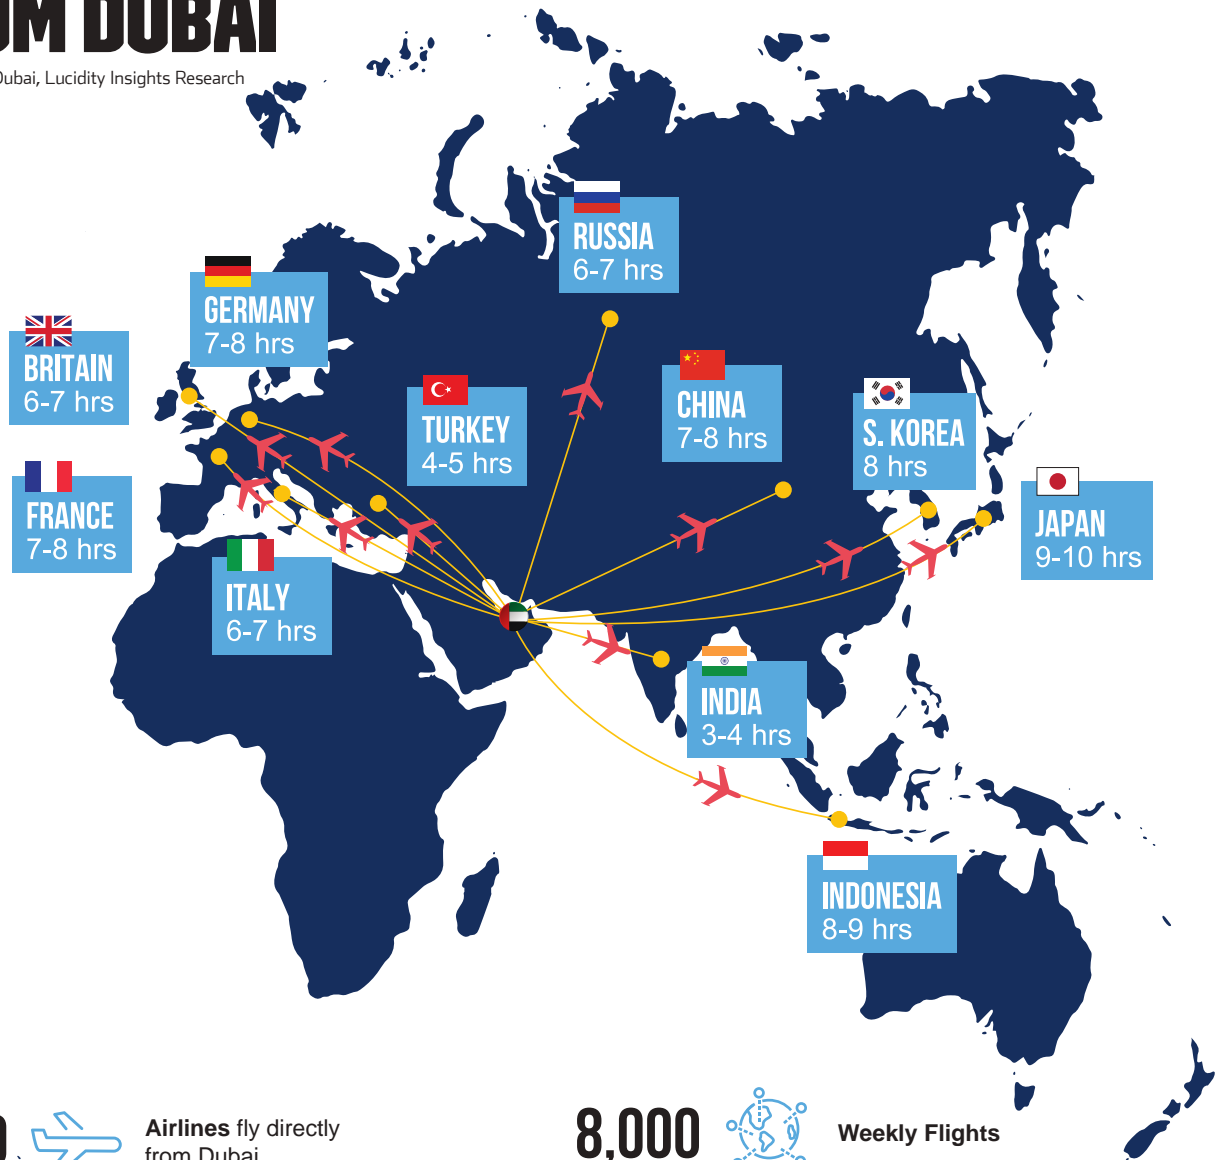 DUBAI
Dubai, Lucidity Insights Research
RUSSIA
6-7 hrs
GERMANY
7-8 hrs
BRITAIN
6-7 hrs
TURKEY
4-5 hrs
CHINA
7-8 hrs
S. KOREA
8 hrs
FRANCE
7-8 hrs
JAPAN
9-10 hrs
ITALY
6-7 hrs
INDIA
3-4 hrs
INDONESIA
8-9 hrs
Airlines fly directly
from Dubai
8,000
Weekly Flights